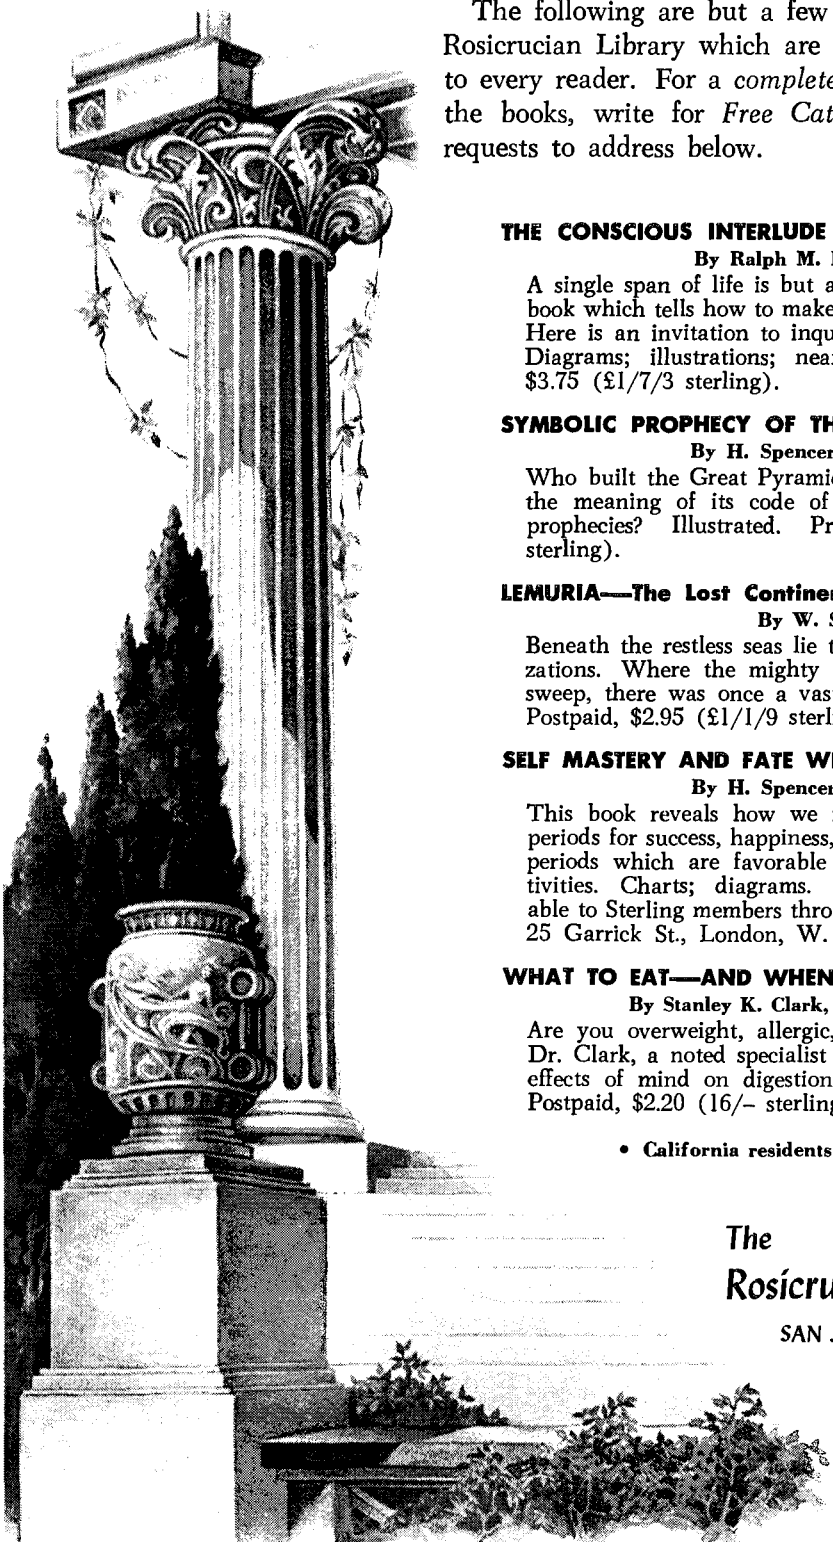 The following are but a few
Rosicrucian Library which are
to every reader. For a complete
the books, write for Free Cat
requests to address below.
THE CONSCIOUS INTERLUDE
By Ralph M.
A single span of life is but a
book which tells how to make
Here is an invitation to inqu
Diagrams; illustrations; nea
$3.75 (£1/7/3 sterling).
SYMBOLIC PROPHECY OF TH
By H. Spencer
Who built the Great Pyrami
the meaning of its code of
prophecies? Illustrated. Pr
sterling).
LEMURIA—The Lost Contine
By W. S
Beneath the restless seas lie t
zations. Where the mighty
sweep, there was once a vas
Postpaid, $2.95 (£1/1/9 sterl
SELF MASTERY AND FATE WI
By H. Spencer
This book reveals how we
periods for success, happiness,
periods which are favorable
tivities. Charts; diagrams.
able to Sterling members thro
25 Garrick St., London, W.
WHAT TO EAT—AND WHEN
By Stanley K. Clark,
Are you overweight, allergic,
Dr. Clark, a noted specialist
effects of mind on digestion
Postpaid, $2.20 (16/– sterling
• California residents
The
Rosicru
SAN